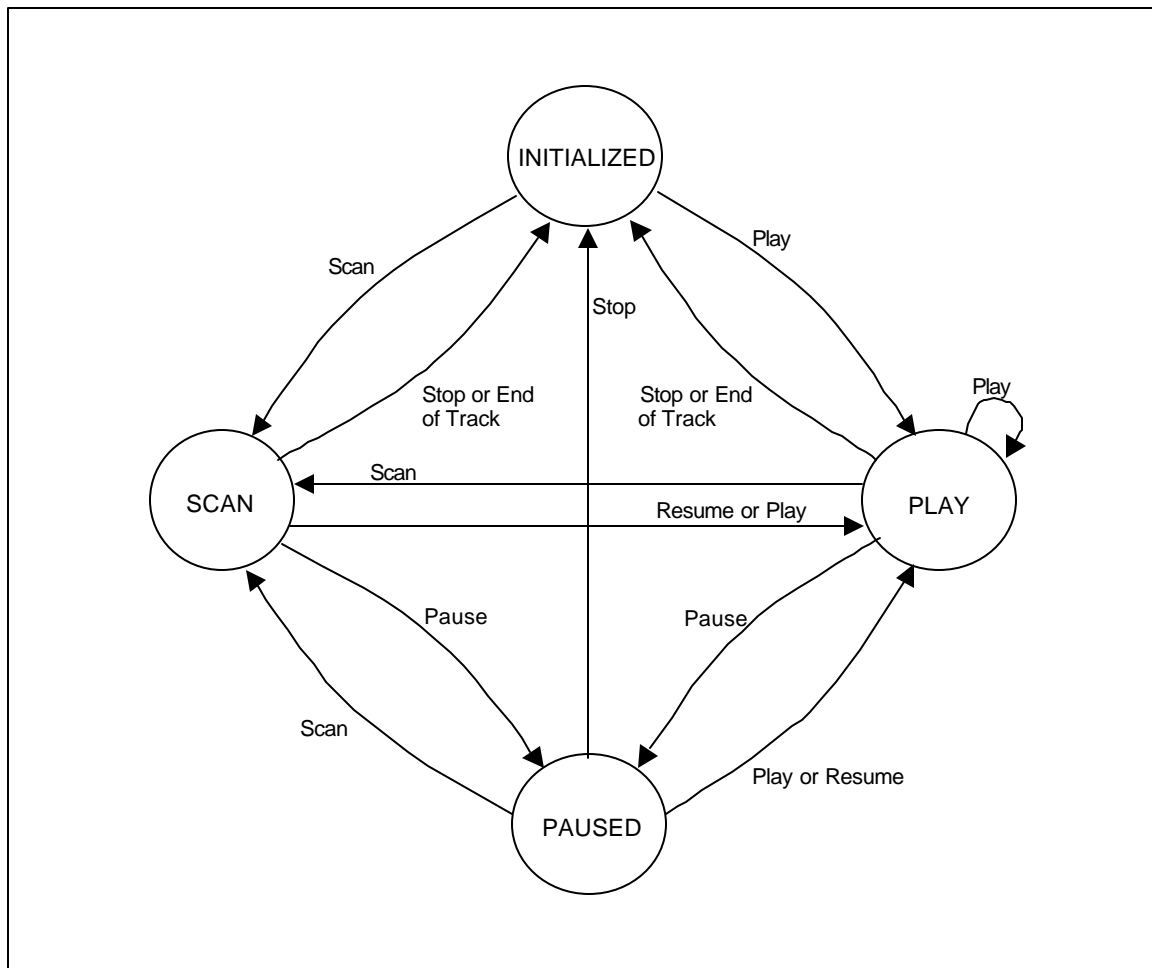 INITIALIZED
Play
Scan
Stop
Play
Stop or End
of Track
Stop or End
of Track
Scan
SCAN
PLAY
Resume or Play
Pause
Pause
Scan
Play or Resume
PAUSED